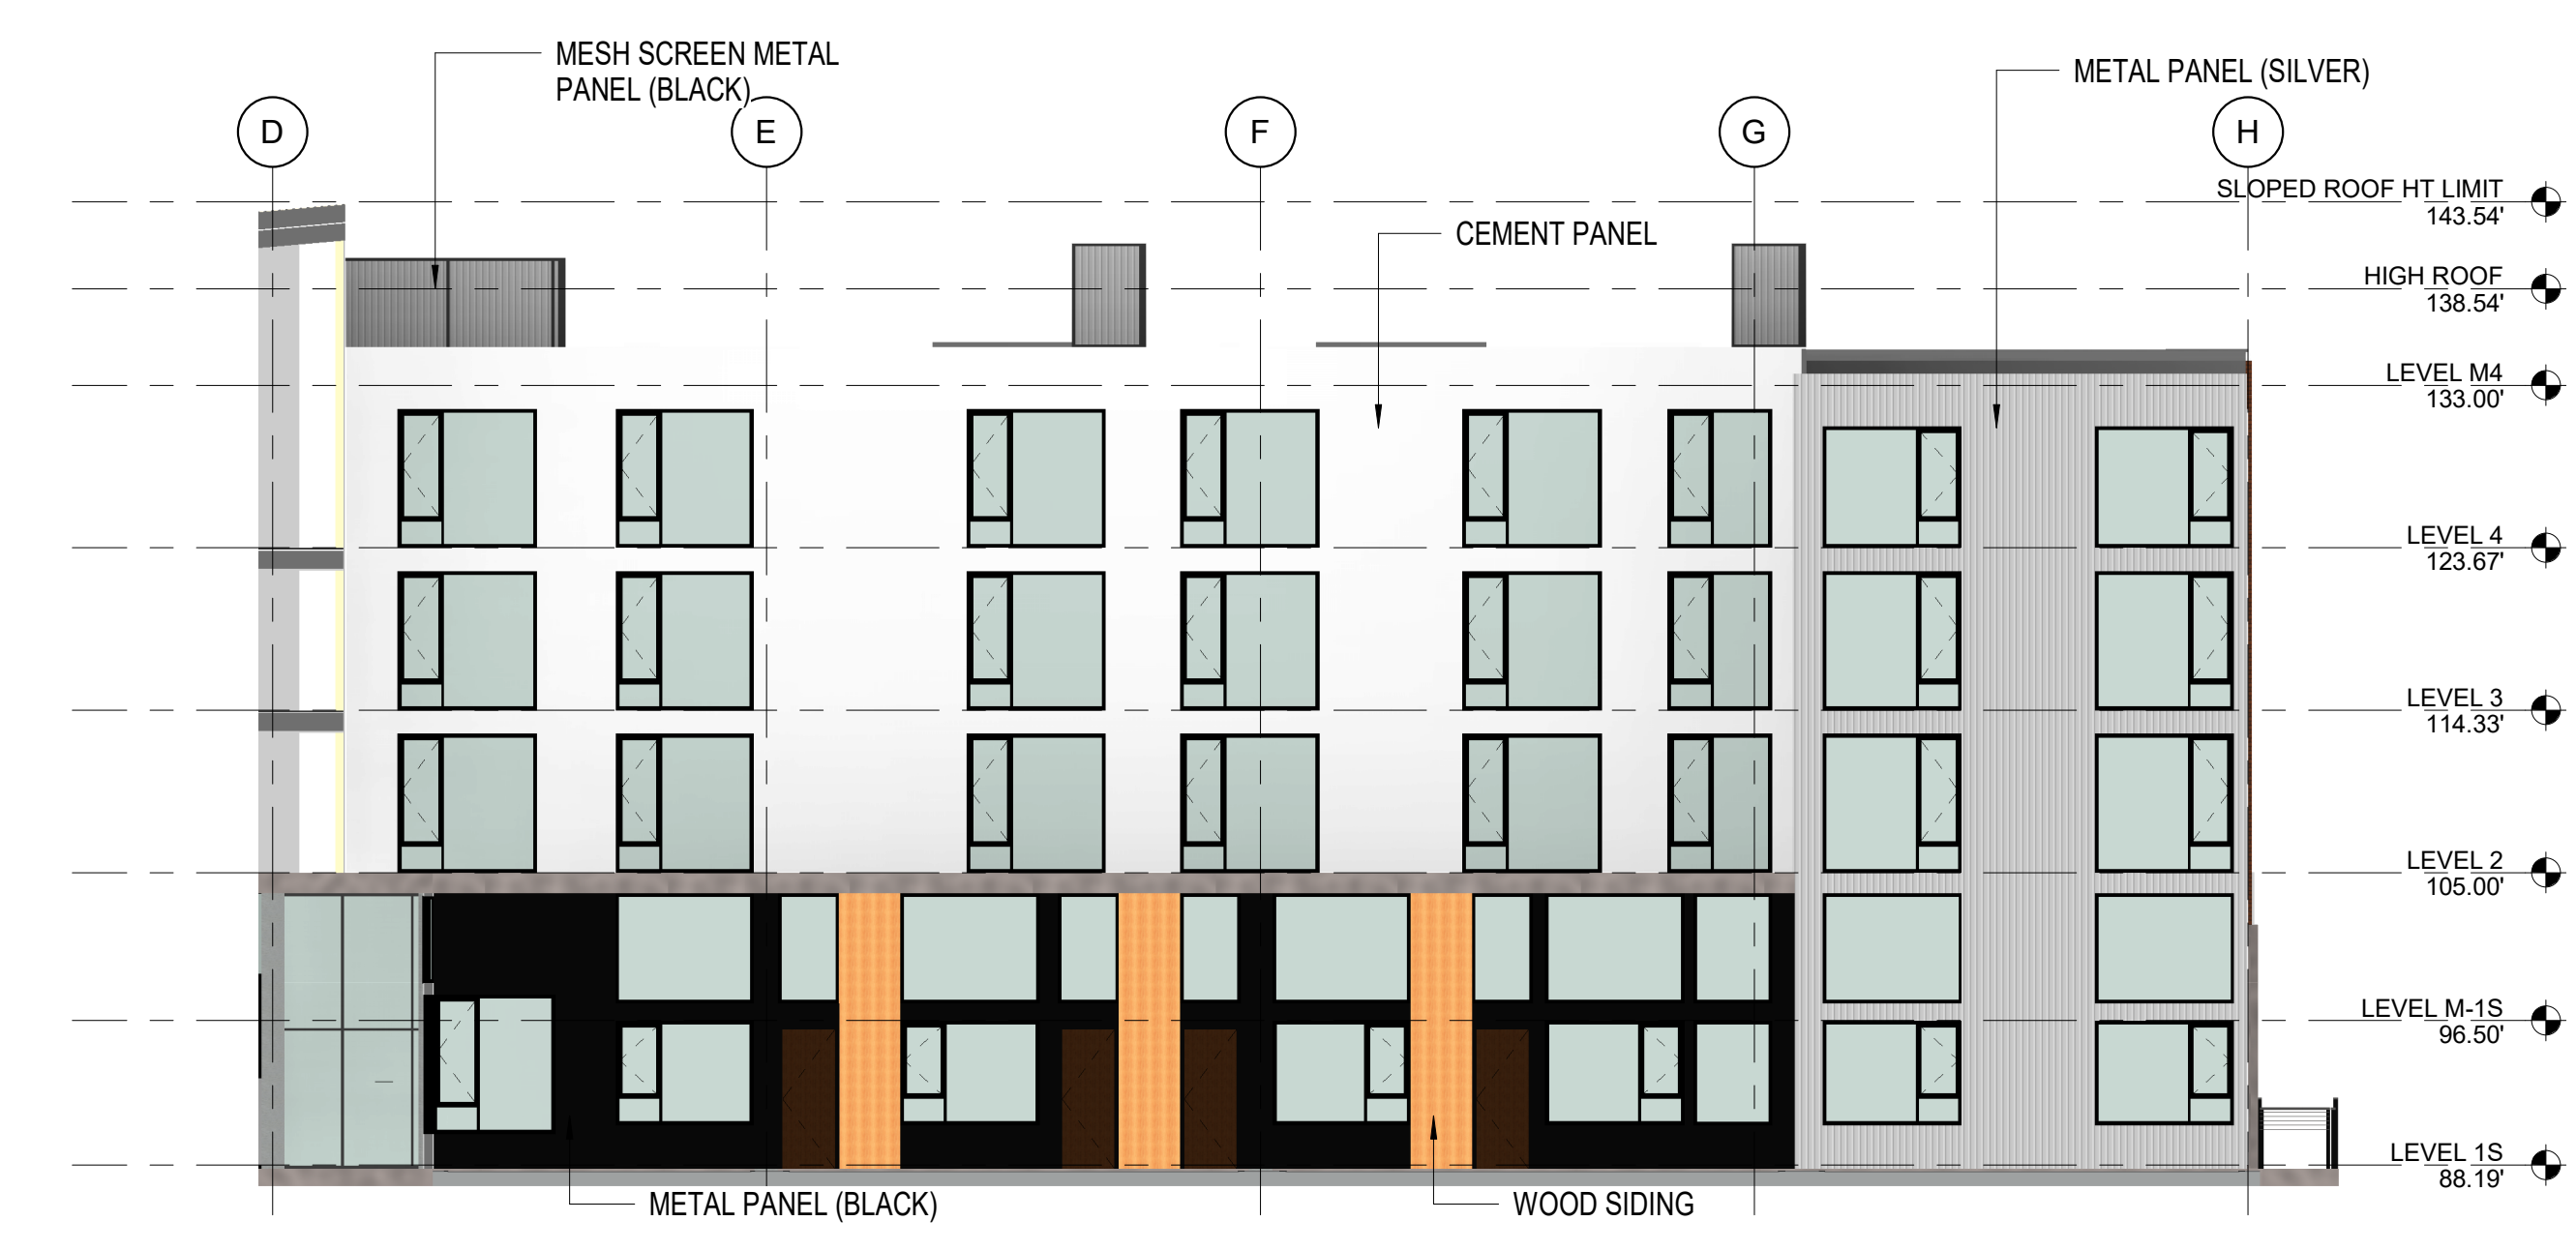 MESH SCREEN METAL
PANEL (BLACK)
METAL PANEL (SILVER)
D
E
F
G
H
SLOPED ROOF HT LIMIT
143.54'
CEMENT PANEL
HIGH ROOF
138.54'
LEVEL M4
133.00'
LEVEL 4
123.67'
LEVEL 3
114.33'
LEVEL 2
105.00'
LEVEL M-1S
96.50'
LEVEL 1S
88.19'
METAL PANEL (BLACK)
WOOD SIDING